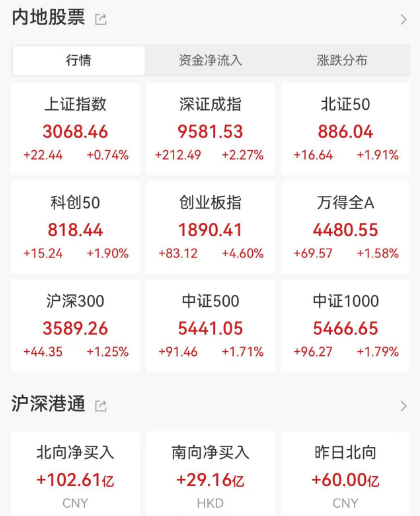 内地股票
行情 资金净流入 涨跌分布
上证指数 深证成指 北证50
3068.46 9581.53 886.04
+22.44 +0.74% +212.49 +2.27% +16.64 +1.91%
科创50 创业板指 万得全A
818.44 1890.41 4480.55
+15.24 +1.90% +83.12 +4.60% +69.57 +1.58%
沪深300 中证500 中证1000
3589.26 5441.05 5466.65
+44.35 +1.25% +91.46 +1.71% +96.27 +1.79%
沪深港通
北向净买入 南向净买入 昨日北向
+102.61亿 +29.16亿 +60.00亿
CNY HKD CNY